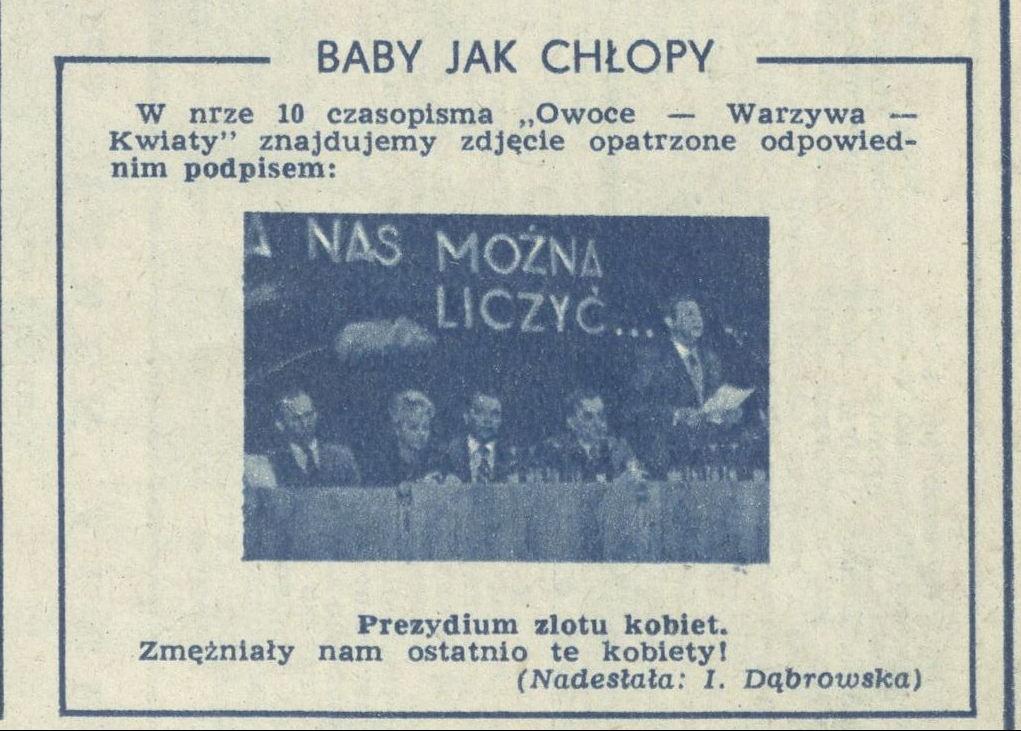 BABY JAK CHŁOPY
W nrze 10 czasopisma „Owoce — Warzywa —
Kwiaty” znajdujemy zdjęcie opatrzone odpowied-
nim podpisem:
A NAS MOŻNA
LICZYĆ...
Prezydium zlotu kobiet.
Zmężniały nam ostatnio te kobiety!
(Nadesłała: I. Dąbrowska)